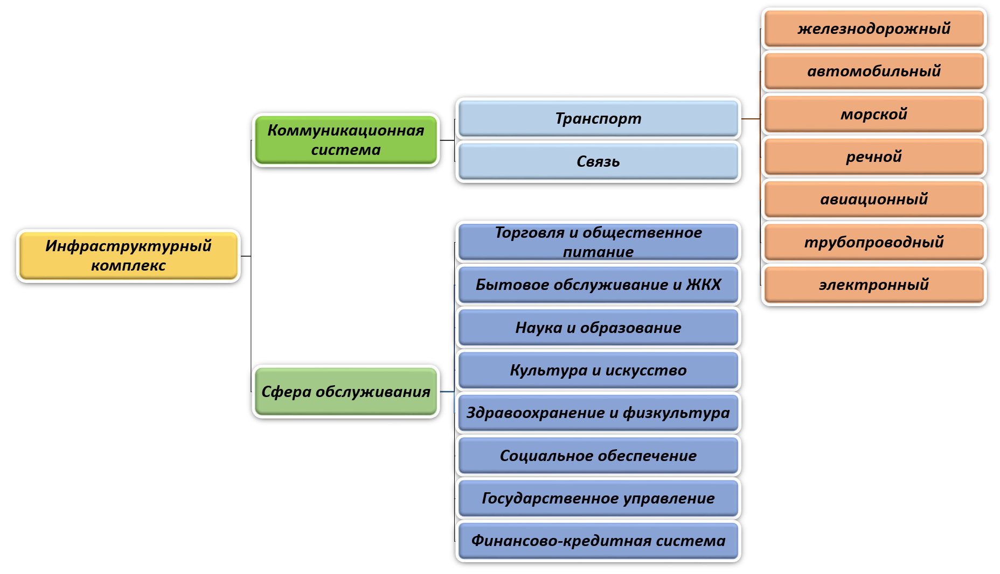 Инфраструктурный
комплекс
Коммуникационная
система
Транспорт
железнодорожный
автомобильный
морской
речной
авиационный
трубопроводный
электронный
Связь
Сфера обслуживания
Торговля и общественное
питание
Бытовое обслуживание и ЖКХ
Наука и образование
Культура и искусство
Здравоохранение и физкультура
Социальное обеспечение
Государственное управление
Финансово-кредитная система